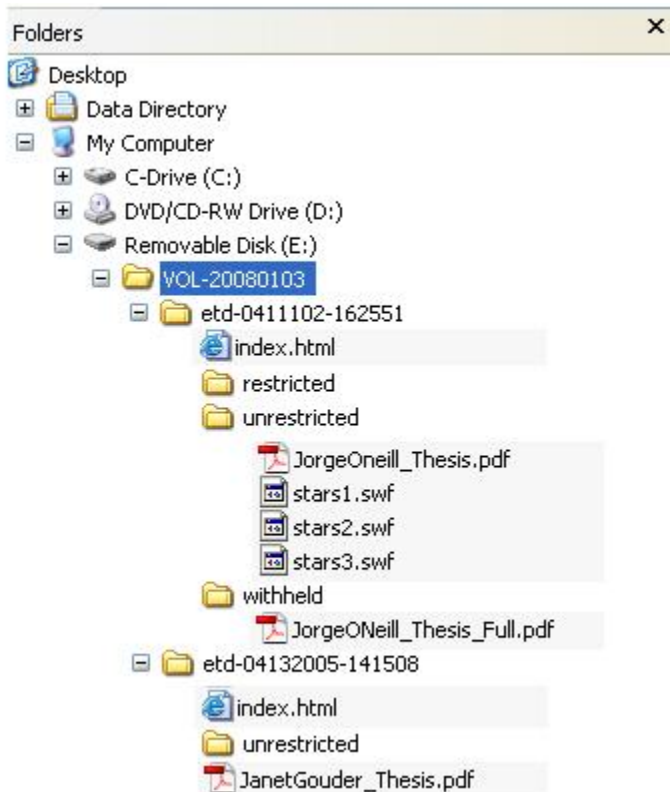 Folders
Desktop
Data Directory
My Computer
C-Drive (C:)
DVD/CD-RW Drive (D:)
Removable Disk (E:)
VOL-20080103
etd-0411102-162551
index.html
restricted
unrestricted
JorgeOneill_Thesis.pdf
stars1.swf
stars2.swf
stars3.swf
withheld
JorgeONeill_Thesis_Full.pdf
etd-04132005-141508
index.html
unrestricted
JanetGouder_Thesis.pdf